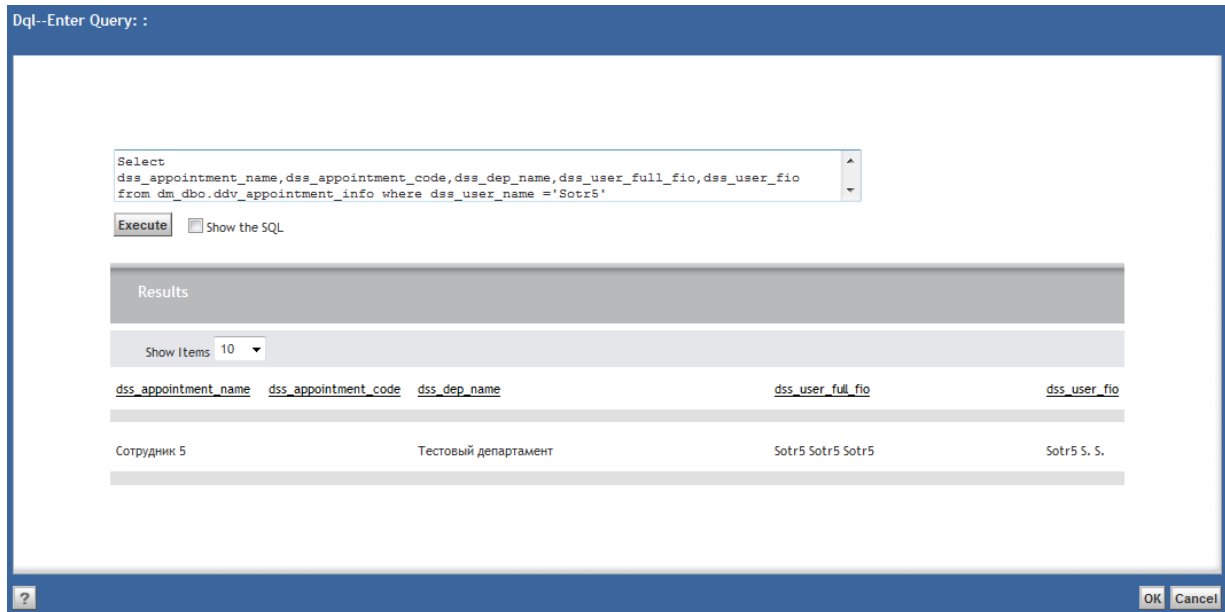 Dql--Enter Query: :
Select
dss_appointment_name,dss_appointment_code,dss_dep_name,dss_user_full_fio,dss_user_fio
from dm_dbo.ddv_appointment_info where dss_user_name ='Sotr5'
Execute Show the SQL
Results
Show Items 10
dss_appointment_name dss_appointment_code dss_dep_name dss_user_full_fio dss_user_fio
Сотрудник 5 Тестовый департамент Sotr5 Sotr5 Sotr5 Sotr5 S. S.
? OK Cancel